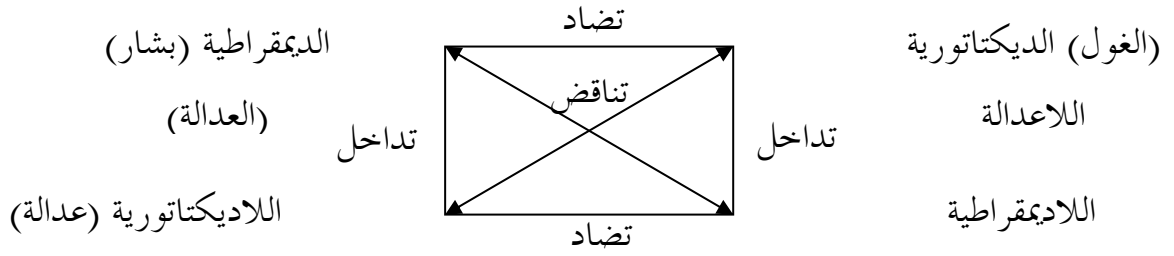 تضاد
(الغول) الديكتاتورية
الديمقراطية (بشار)
تناقض
اللاعدالة
(العدالة)
تداخل
تداخل
اللاديمقراطية
اللاديكتاتورية (عدالة)
تضاد